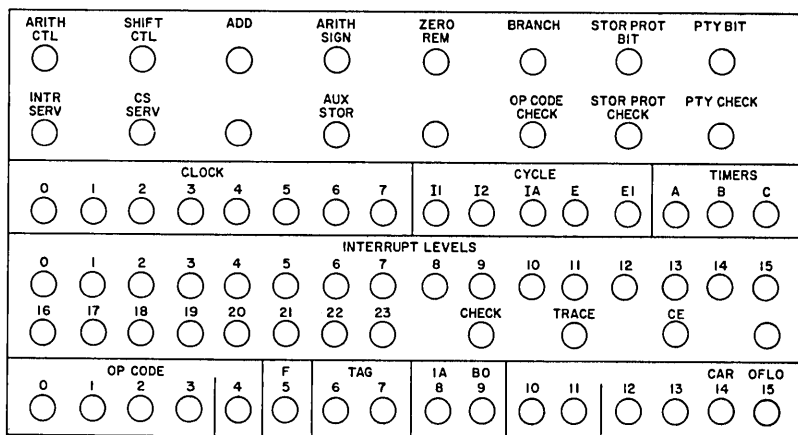 ARITH CTL SHIFT CTL ADD ARITH SIGN ZERO REM BRANCH STOR PROT BIT PTY BIT
INTR SERV CS SERV AUX STOR OP CODE CHECK STOR PROT CHECK PTY CHECK
CLOCK CYCLE TIMERS
0 1 2 3 4 5 6 7 I1 I2 IA E E1 A B C
INTERRUPT LEVELS
0 1 2 3 4 5 6 7 8 9 10 11 12 13 14 15
16 17 18 19 20 21 22 23 CHECK TRACE CE
OP CODE F TAG IA BO CAR OFLO
0 1 2 3 4 5 6 7 8 9 10 11 12 13 14 15